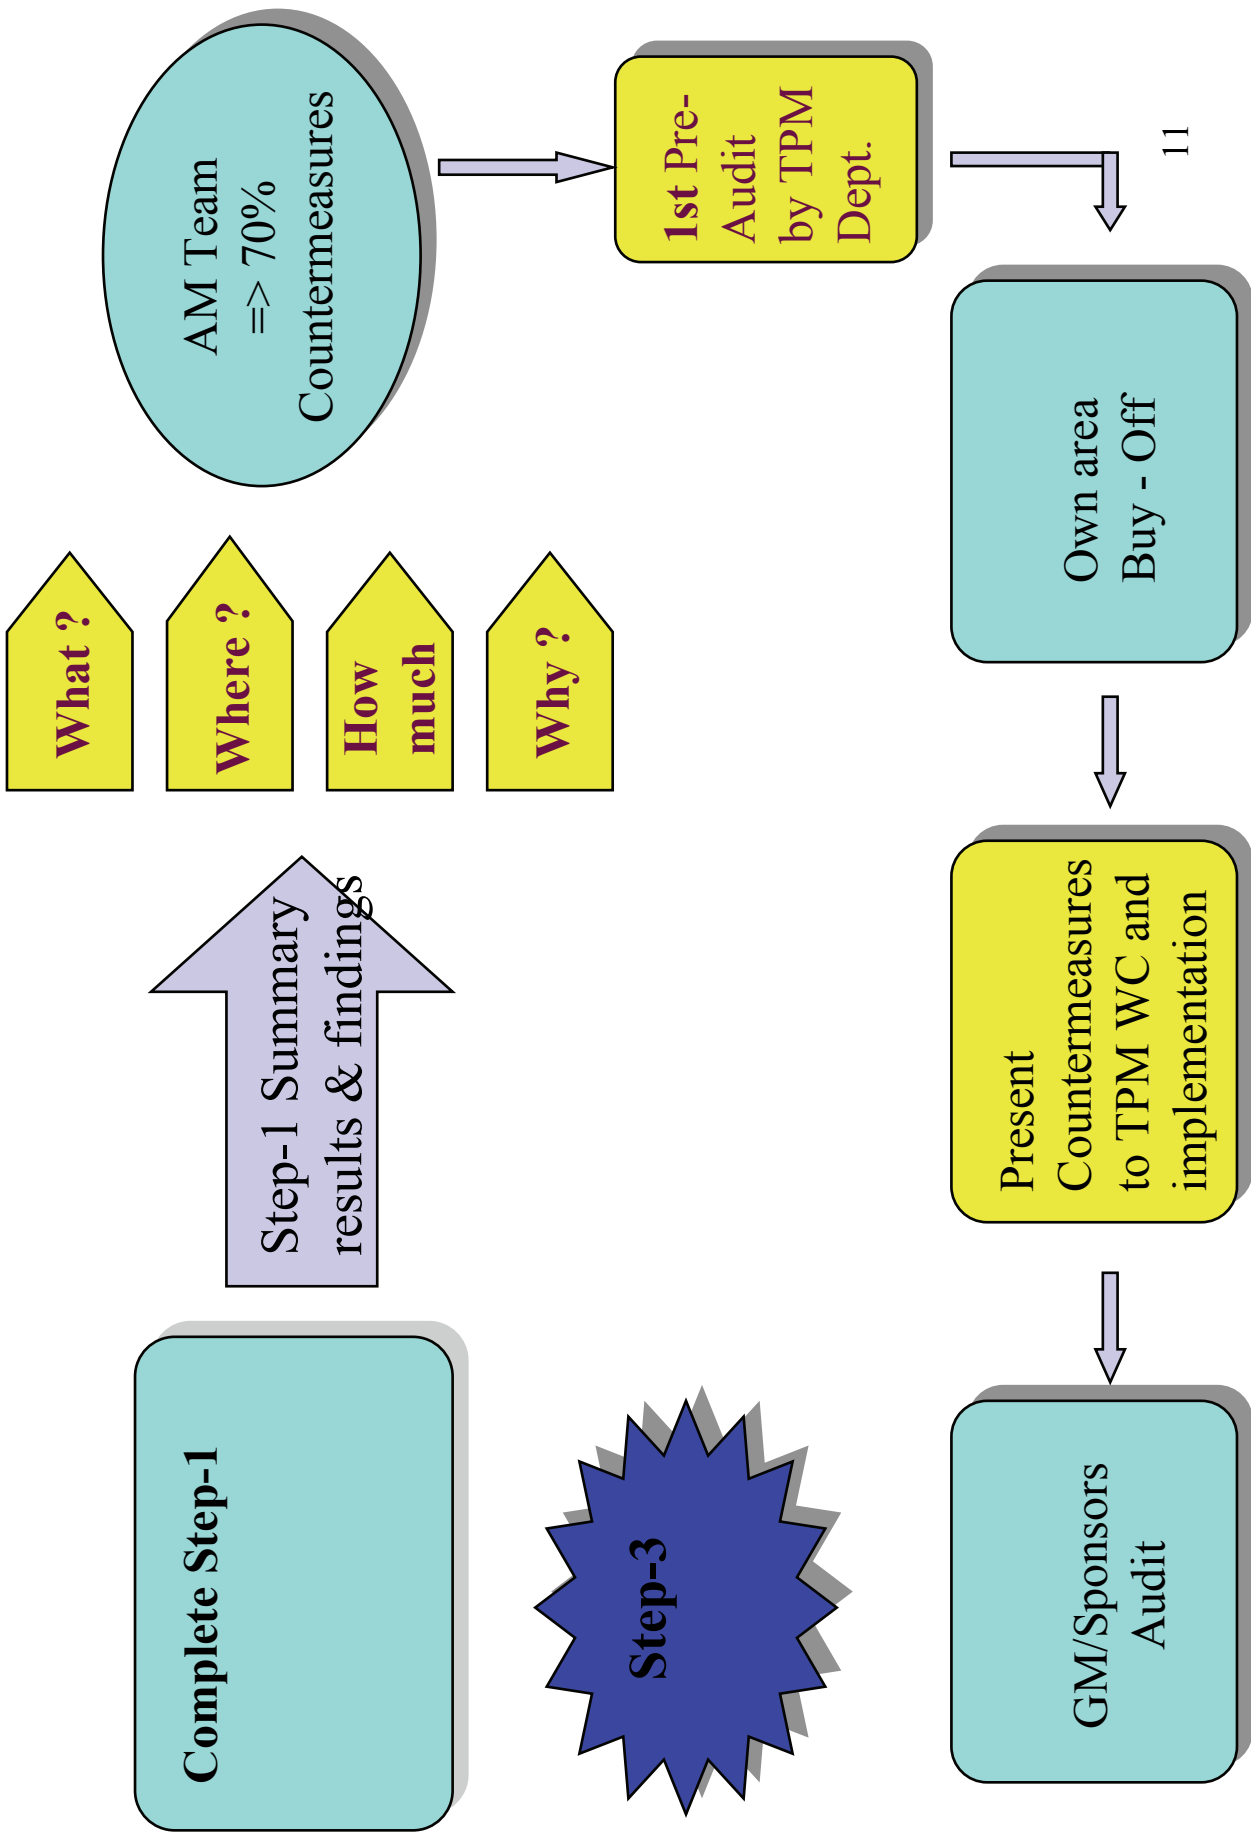 Complete Step-1
Step-1 Summary
results & findings
What ?
Where ?
How
much
Why ?
AM Team
=> 70%
Countermeasures
1st Pre-
Audit
by TPM
Dept.
Own area
Buy - Off
Present
Countermeasures
to TPM WC and
implementation
GM/Sponsors
Audit
Step-3
11